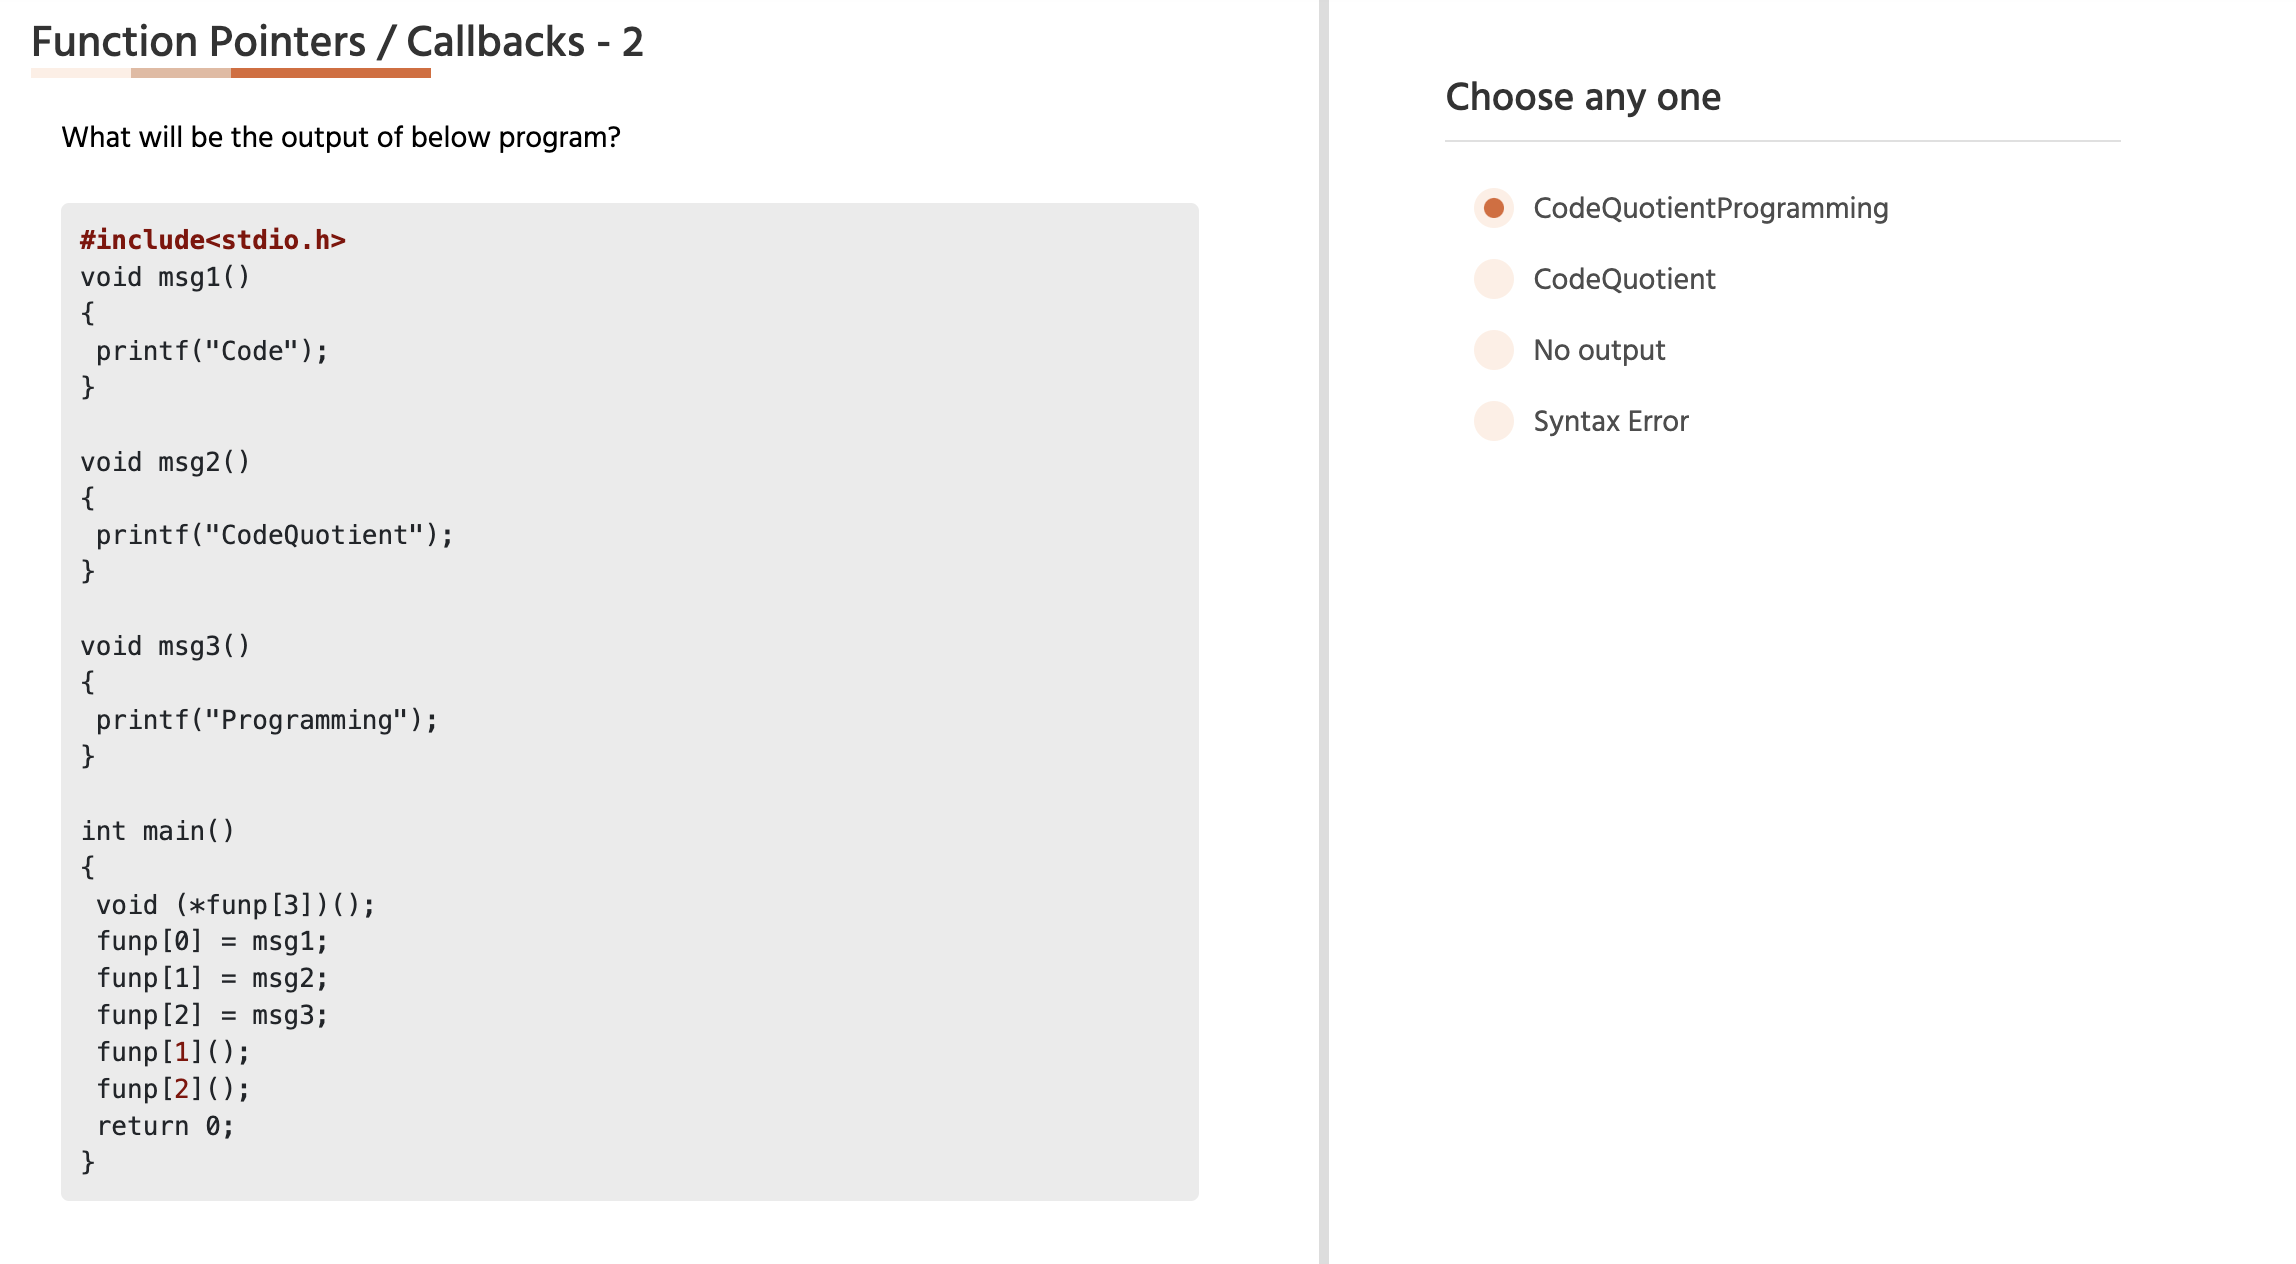 Function Pointers / Callbacks - 2
What will be the output of below program?
#include<stdio.h>
void msg1()
{
 printf("Code");
}

void msg2()
{
 printf("CodeQuotient");
}

void msg3()
{
 printf("Programming");
}

int main()
{
 void (*funp[3])();
 funp[0] = msg1;
 funp[1] = msg2;
 funp[2] = msg3;
 funp[1]();
 funp[2]();
 return 0;
}
Choose any one
CodeQuotientProgramming
CodeQuotient
No output
Syntax Error